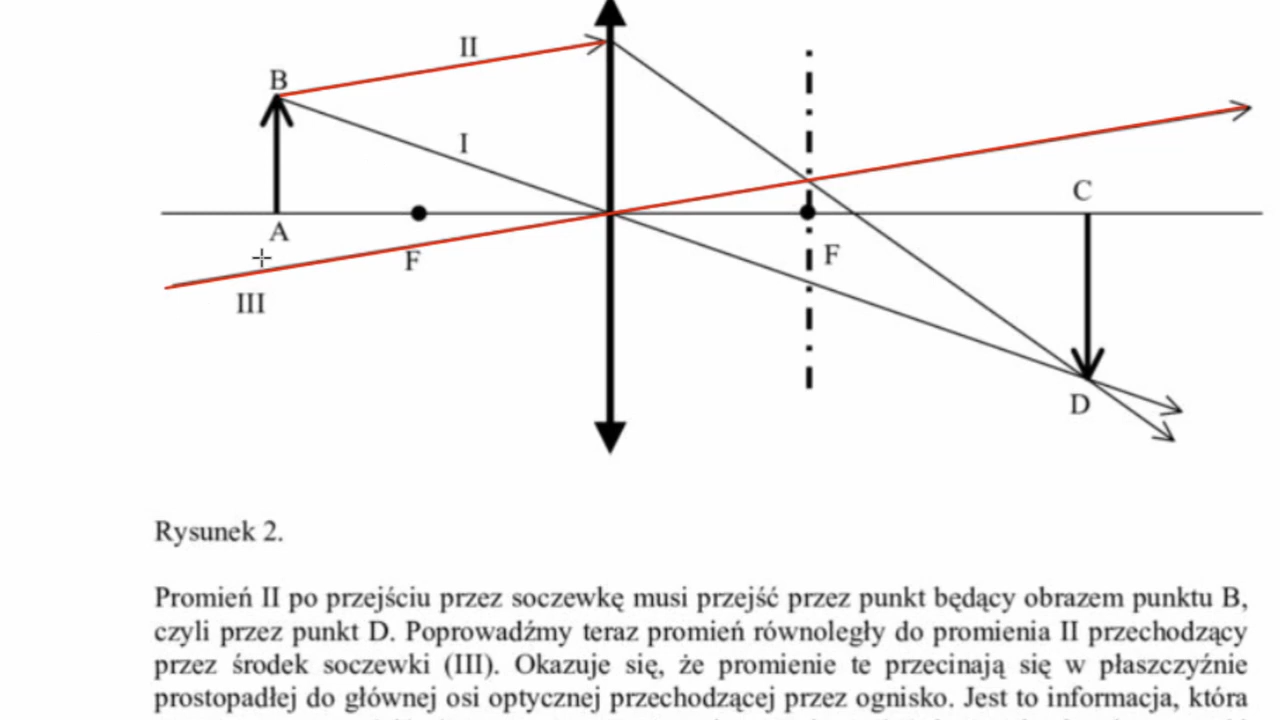 II
B
I
C
A
F
F
III
D
Rysunek 2.
Promień II po przejściu przez soczewkę musi przejść przez punkt będący obrazem punktu B,
czyli przez punkt D. Poprowadźmy teraz promień równoległy do promienia II przechodzący
przez środek soczewki (III). Okazuje się, że promienie te przecinają się w płaszczyźnie
prostopadłej do głównej osi optycznej przechodzącej przez ognisko. Jest to informacja, która